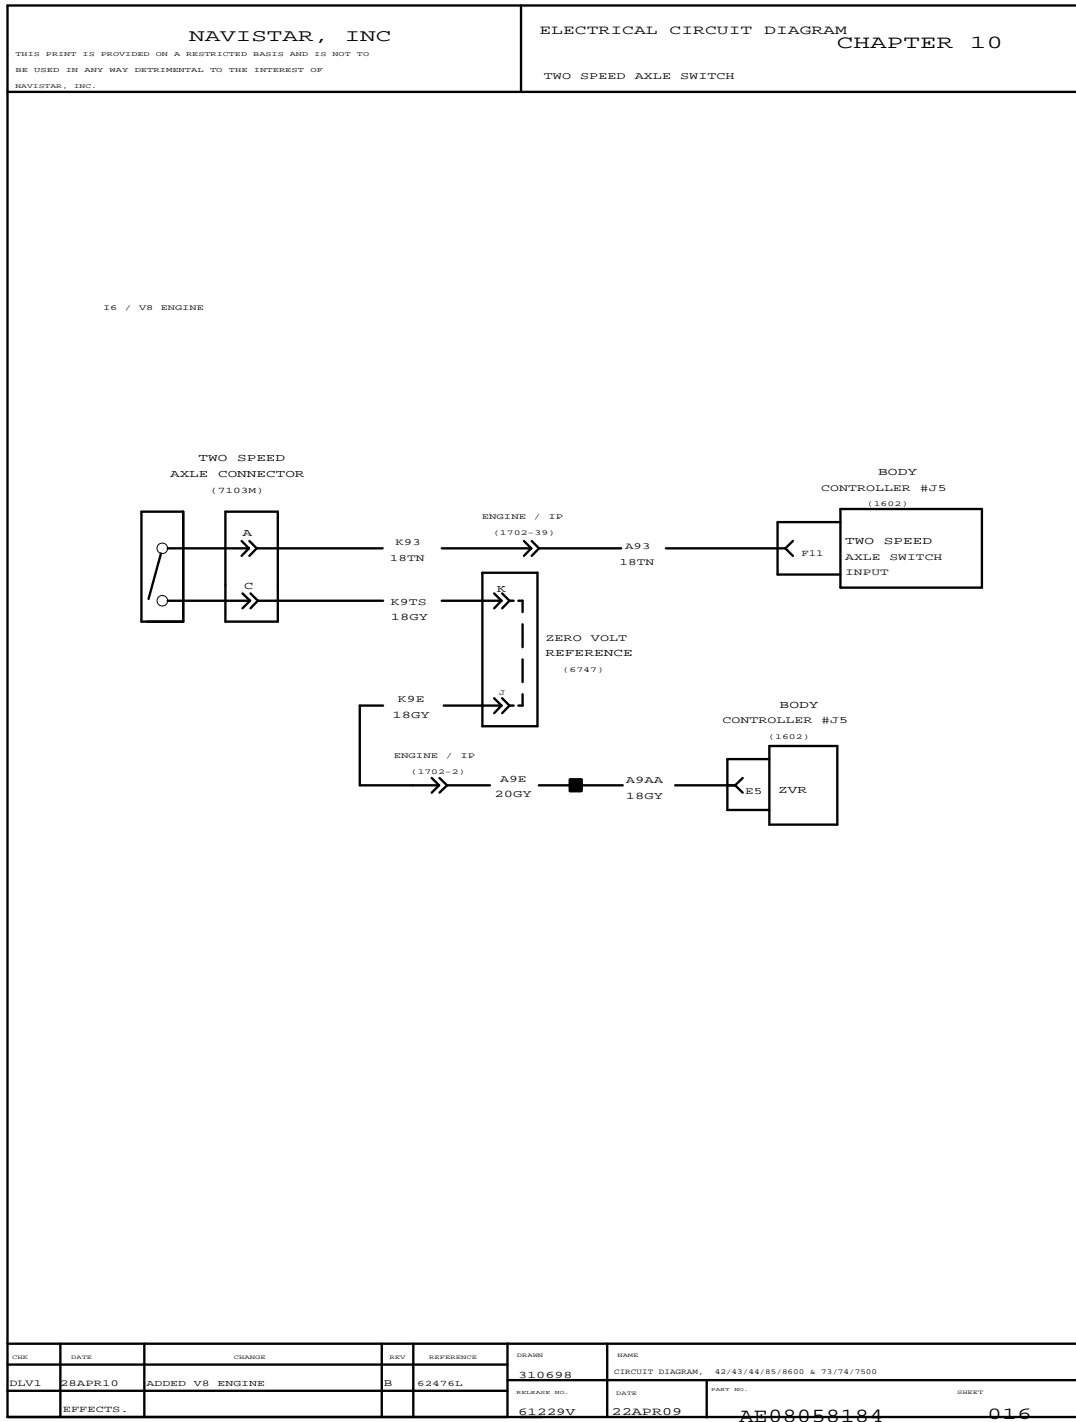 NAVISTAR, INC
THIS PRINT IS PROVIDED ON A RESTRICTED BASIS AND IS NOT TO
BE USED IN ANY WAY DETRIMENTAL TO THE INTEREST OF
NAVISTAR, INC.
ELECTRICAL CIRCUIT DIAGRAM
CHAPTER 10
TWO SPEED AXLE SWITCH
I6 / V8 ENGINE
TWO SPEED
AXLE CONNECTOR
(7103M)
A
C
K93
18TN
K9TS
18GY
ENGINE / IP
(1702-39)
A93
18TN
BODY
CONTROLLER #J5
(1602)
F11
TWO SPEED
AXLE SWITCH
INPUT
K
J
ZERO VOLT
REFERENCE
(6747)
K9E
18GY
ENGINE / IP
(1702-2)
A9E
20GY
A9AA
18GY
BODY
CONTROLLER #J5
(1602)
E5
ZVR
CHK DATE CHANGE REV REFERENCE
DLV1 28APR10 ADDED V8 ENGINE B 62476L
EFFECTS.
DRAWN
310698
NAME
CIRCUIT DIAGRAM, 42/43/44/85/8600 & 73/74/7500
RELEASE NO.
61229V
DATE
22APR09
PART NO.
AE08058184
SHEET
016